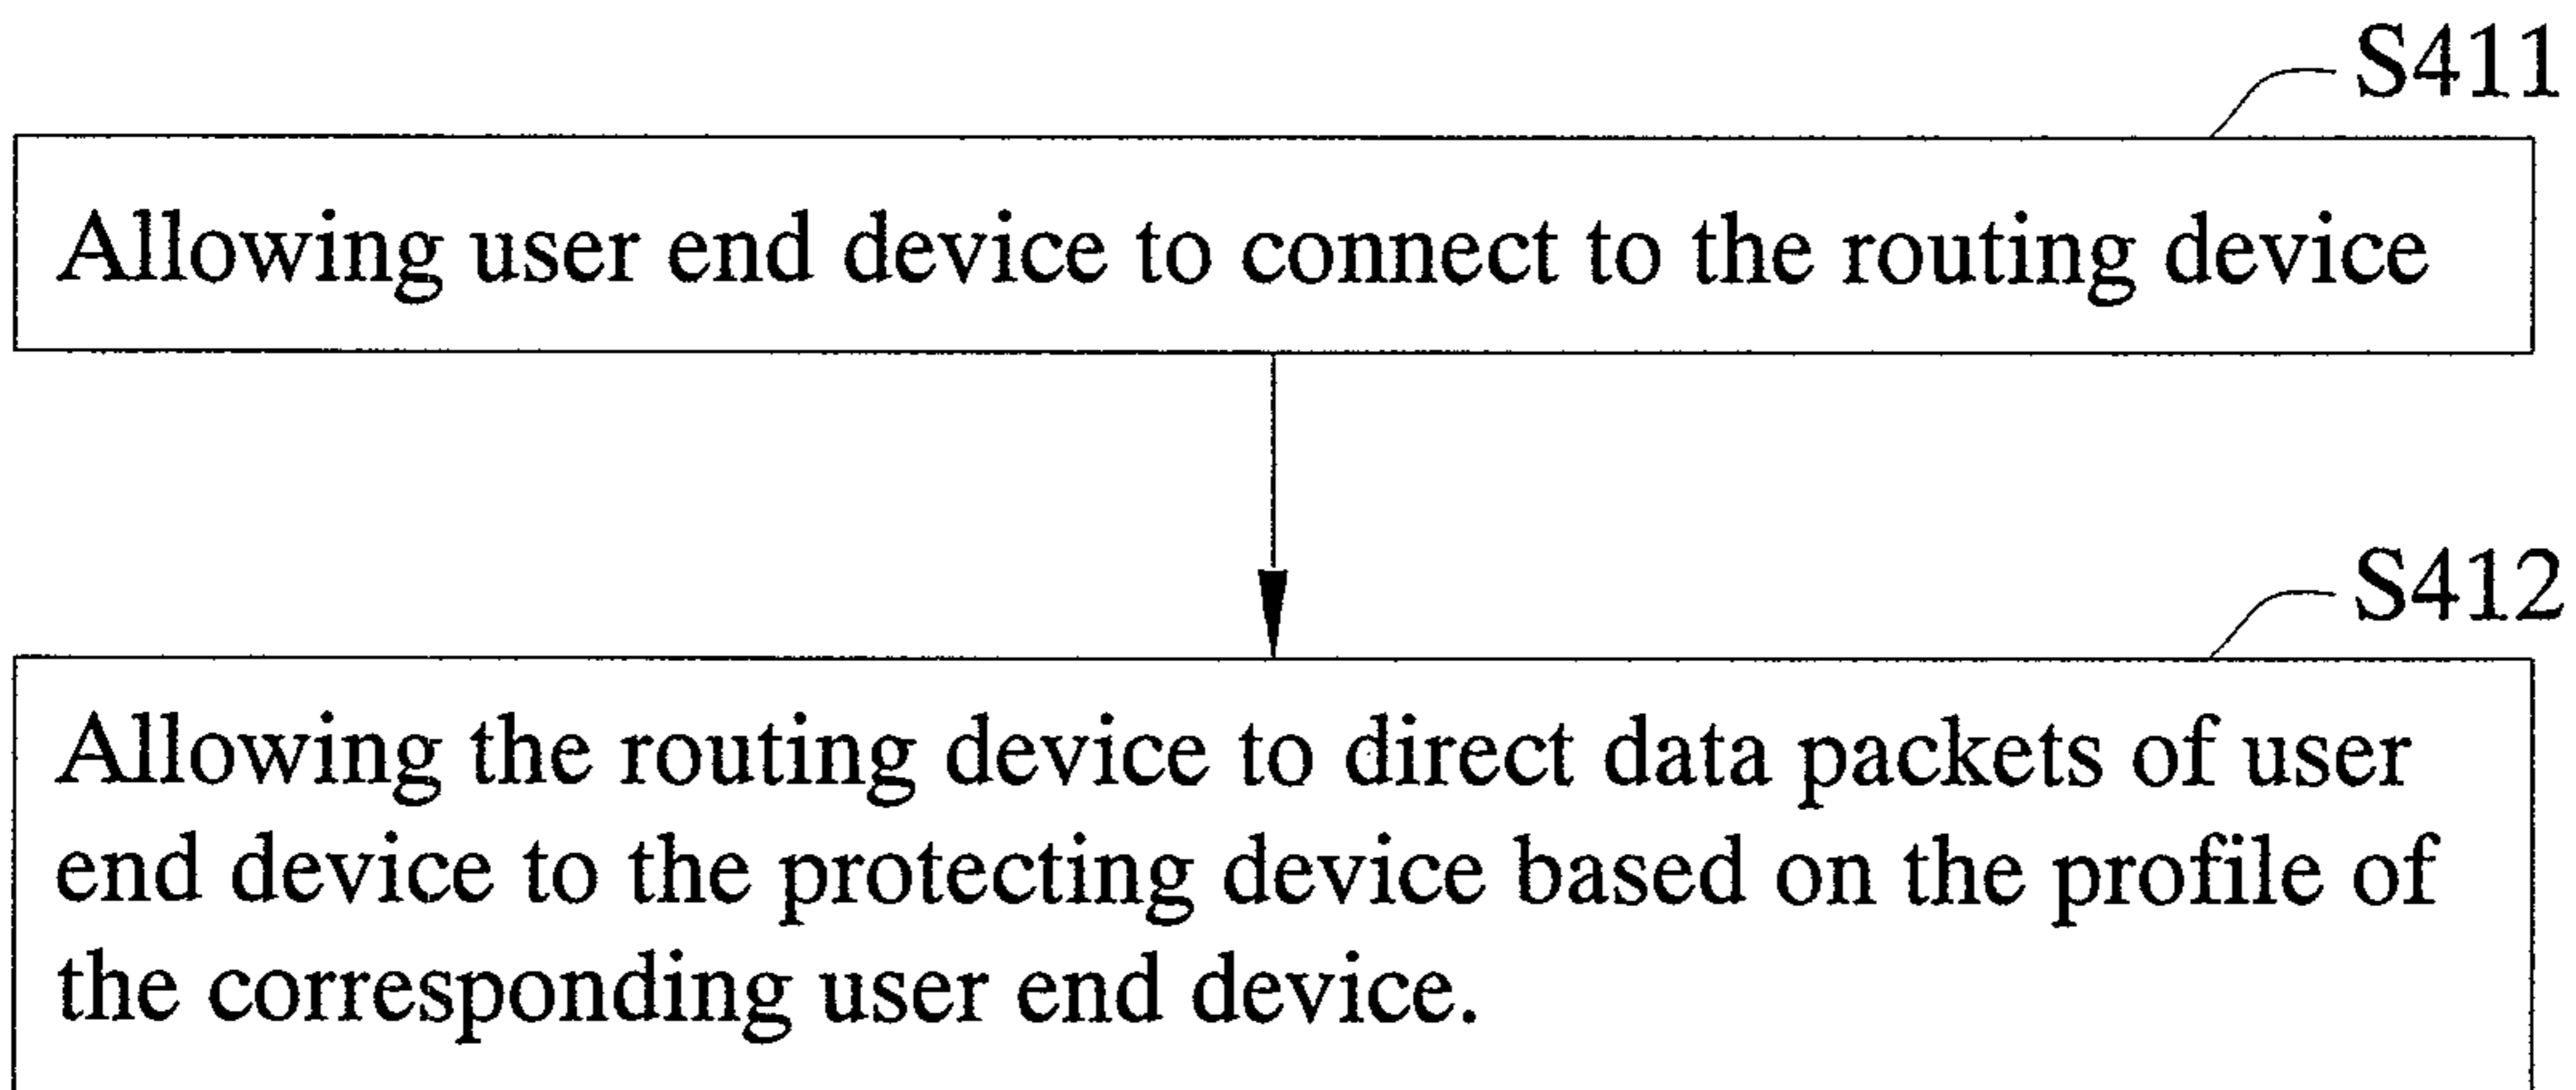 S411
Allowing user end device to connect to the routing device
S412
Allowing the routing device to direct data packets of user
end device to the protecting device based on the profile of
the corresponding user end device.